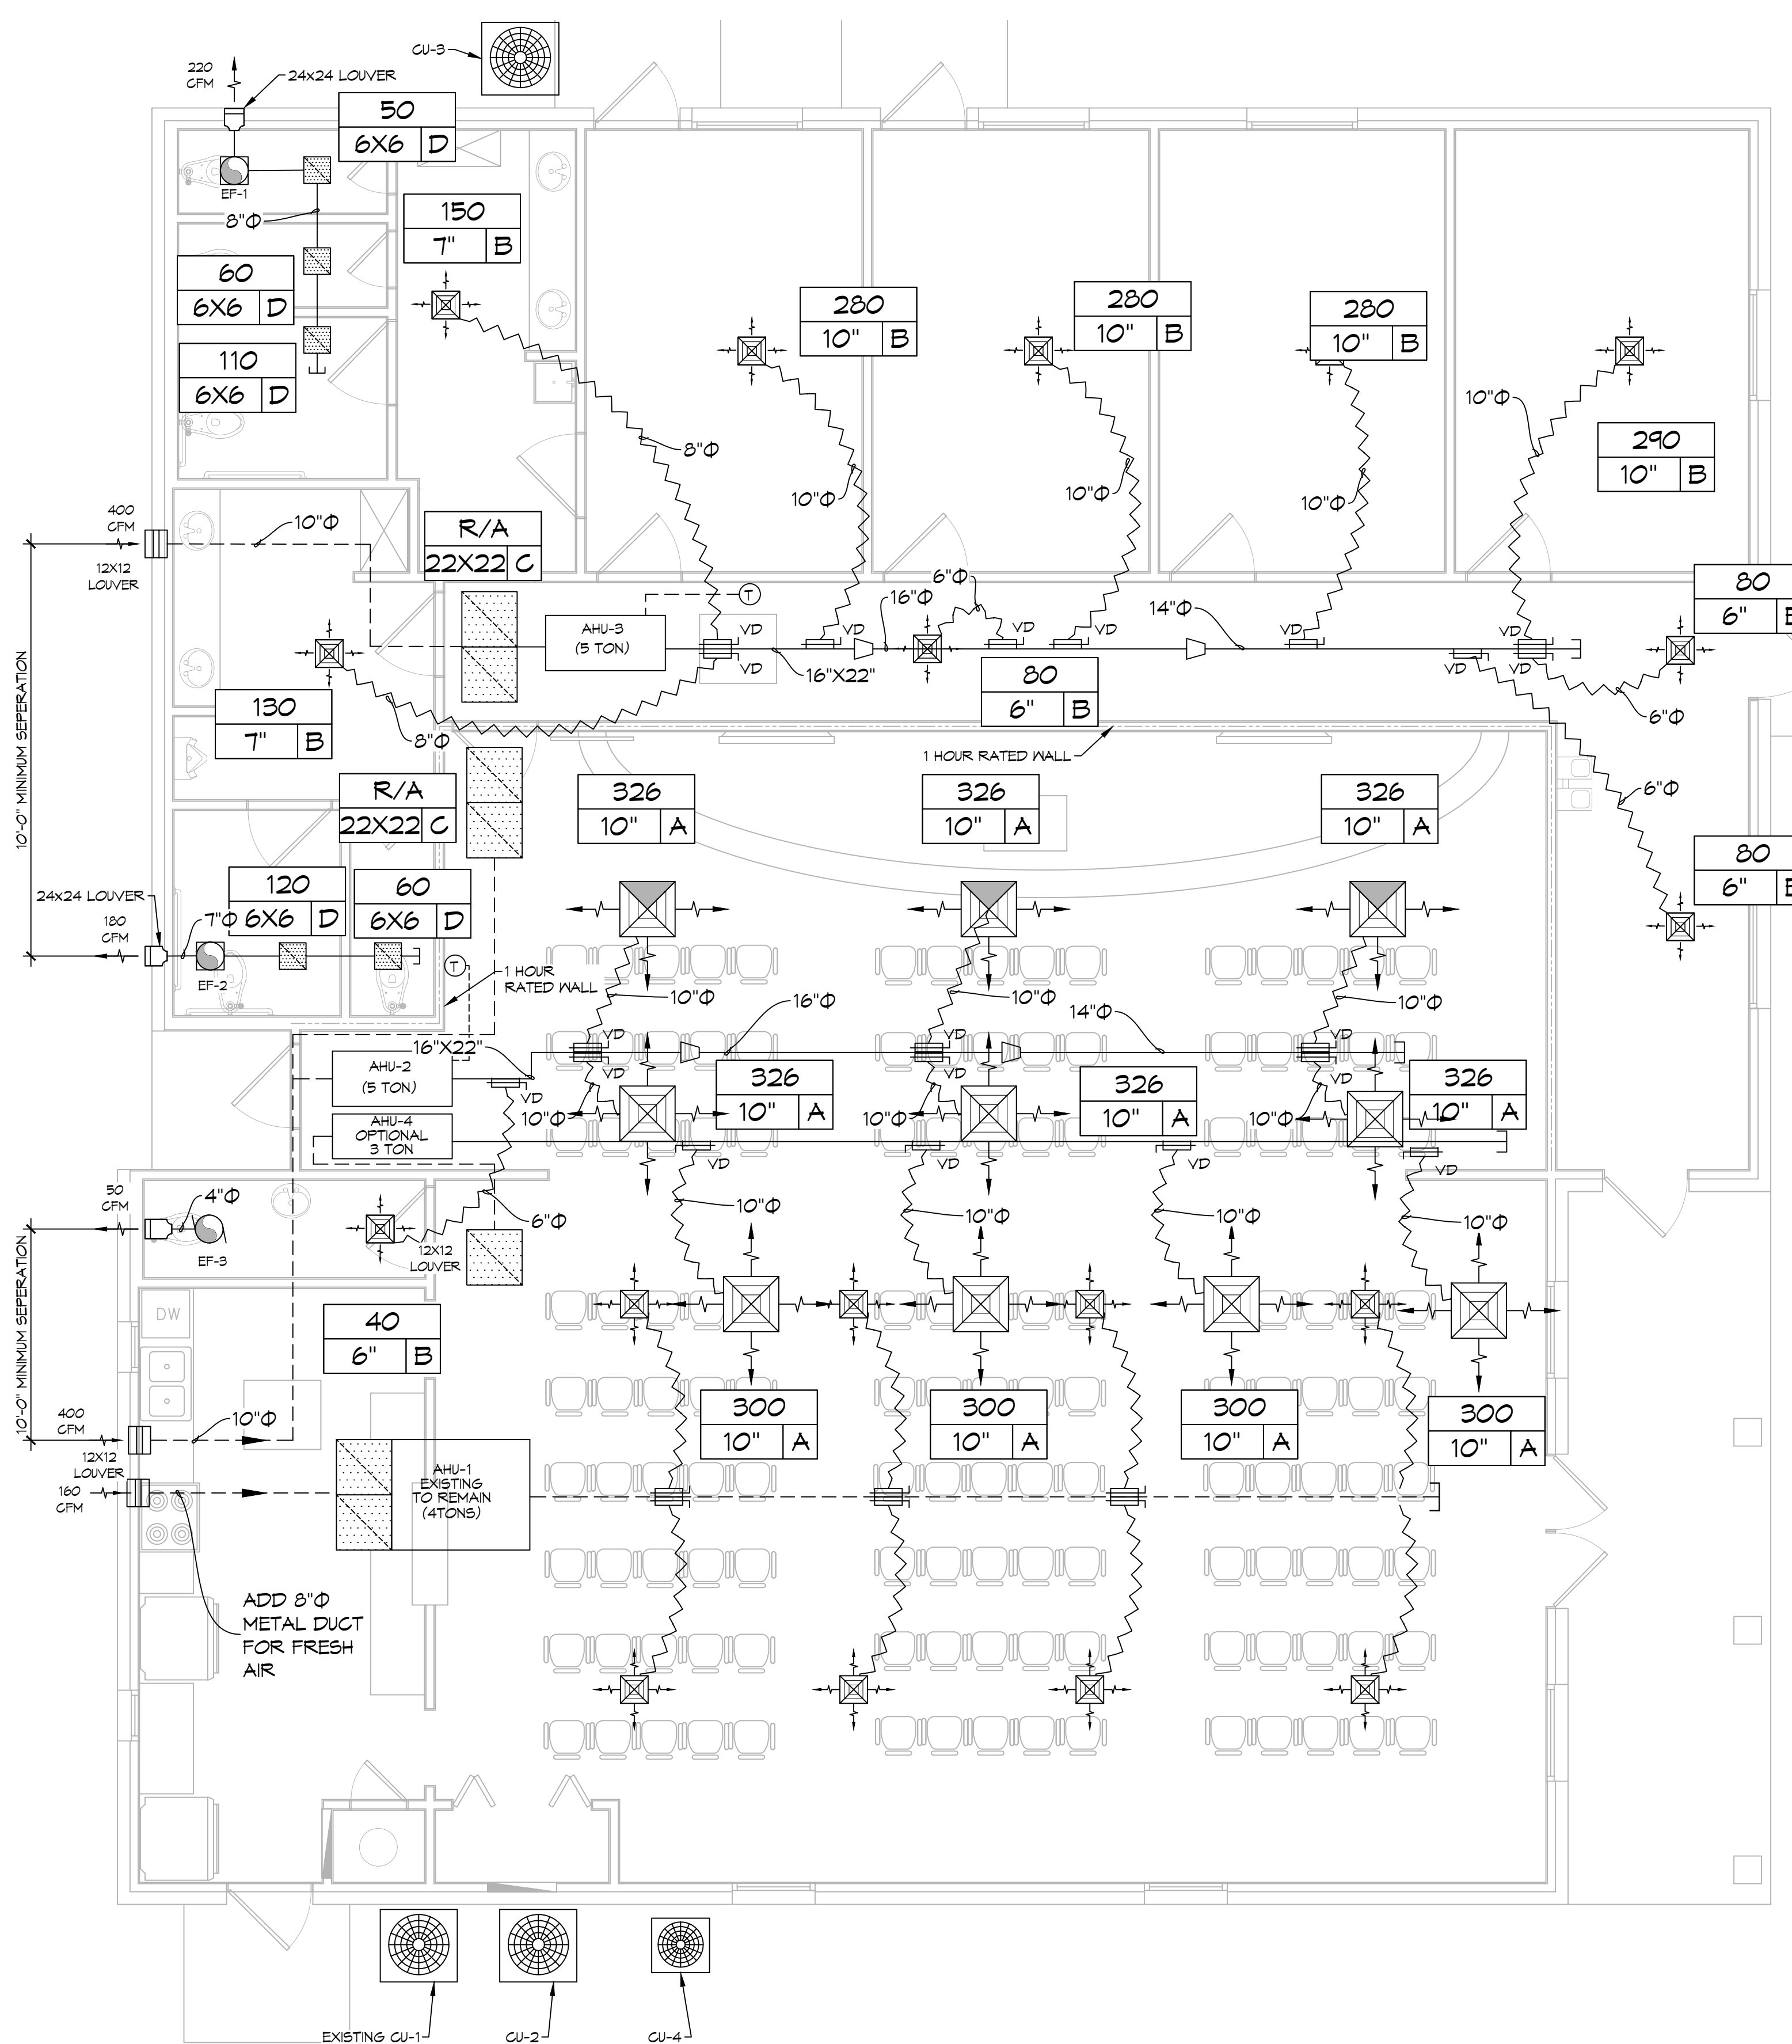 CU-3
220
CFM
24x24 LOUVER
50
6X6 D
EF-1
8"Φ
150
7" B
60
6X6 D
110
6X6 D
280
10" B
280
10" B
280
10" B
10"Φ
290
10" B
8"Φ
10"Φ
10"Φ
10"Φ
400
CFM
12X12
LOUVER
10"Φ
R/A
22X22 C
AHU-3
(5 TON)
T
VD
VD
VD
16"Φ
6"Φ
VD
VD
14"Φ
VD
VD
80
6"
16"X22"
80
6" B
6"Φ
130
7" B
8"Φ
1 HOUR RATED WALL
10'-0" MINIMUM SEPERATION
R/A
22X22 C
326
10" A
326
10" A
326
10" A
6"Φ
80
6"
120
6X6 D
60
6X6 D
24x24 LOUVER
180
CFM
7"Φ
EF-2
T
1 HOUR
RATED WALL
10"Φ
10"Φ
10"Φ
16"Φ
14"Φ
16"X22"
VD
VD
VD
AHU-2
(5 TON)
VD
VD
VD
VD
10"Φ
10"Φ
10"Φ
326
10" A
326
10" A
326
10" A
AHU-4
OPTIONAL
3 TON
VD
VD
VD
VD
50
CFM
4"Φ
EF-3
6"Φ
12X12
LOUVER
10"Φ
10"Φ
10"Φ
10"Φ
10'-0" MINIMUM SEPERATION
DW
40
6" B
300
10" A
300
10" A
300
10" A
300
10" A
400
CFM
10"Φ
12X12
LOUVER
160
CFM
AHU-1
EXISTING
TO REMAIN
(4TONS)
ADD 8"Φ
METAL DUCT
FOR FRESH
AIR
EXISTING CU-1
CU-2
CU-4